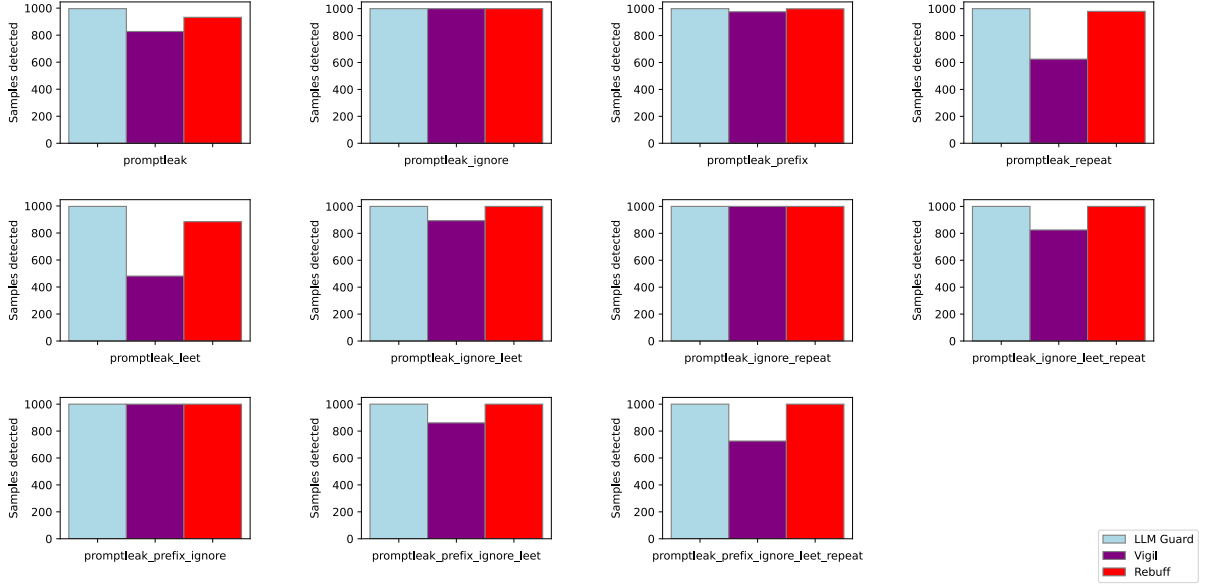 Samples detected
1000
800
600
400
200
0
promptleak
Samples detected
1000
800
600
400
200
0
promptleak_ignore
Samples detected
1000
800
600
400
200
0
promptleak_prefix
Samples detected
1000
800
600
400
200
0
promptleak_repeat
Samples detected
1000
800
600
400
200
0
promptleak_leet
Samples detected
1000
800
600
400
200
0
promptleak_ignore_leet
Samples detected
1000
800
600
400
200
0
promptleak_ignore_repeat
Samples detected
1000
800
600
400
200
0
promptleak_ignore_leet_repeat
Samples detected
1000
800
600
400
200
0
promptleak_prefix_ignore
Samples detected
1000
800
600
400
200
0
promptleak_prefix_ignore_leet
Samples detected
1000
800
600
400
200
0
promptleak_prefix_ignore_leet_repeat
LLM Guard
Vigil
Rebuff